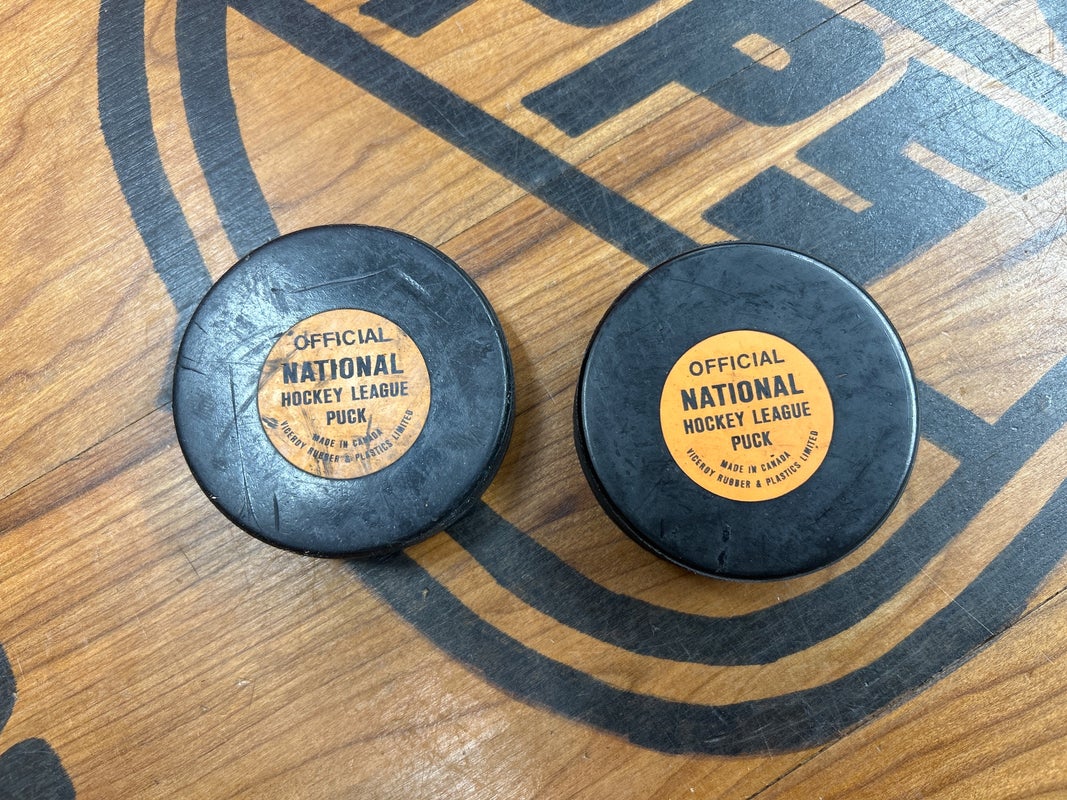 OFFICIAL
NATIONAL
HOCKEY LEAGUE
PUCK
MADE IN CANADA
VICEROY RUBBER & PLASTICS LIMITED
OFFICIAL
NATIONAL
HOCKEY LEAGUE
PUCK
MADE IN CANADA
VICEROY RUBBER & PLASTICS LIMITED